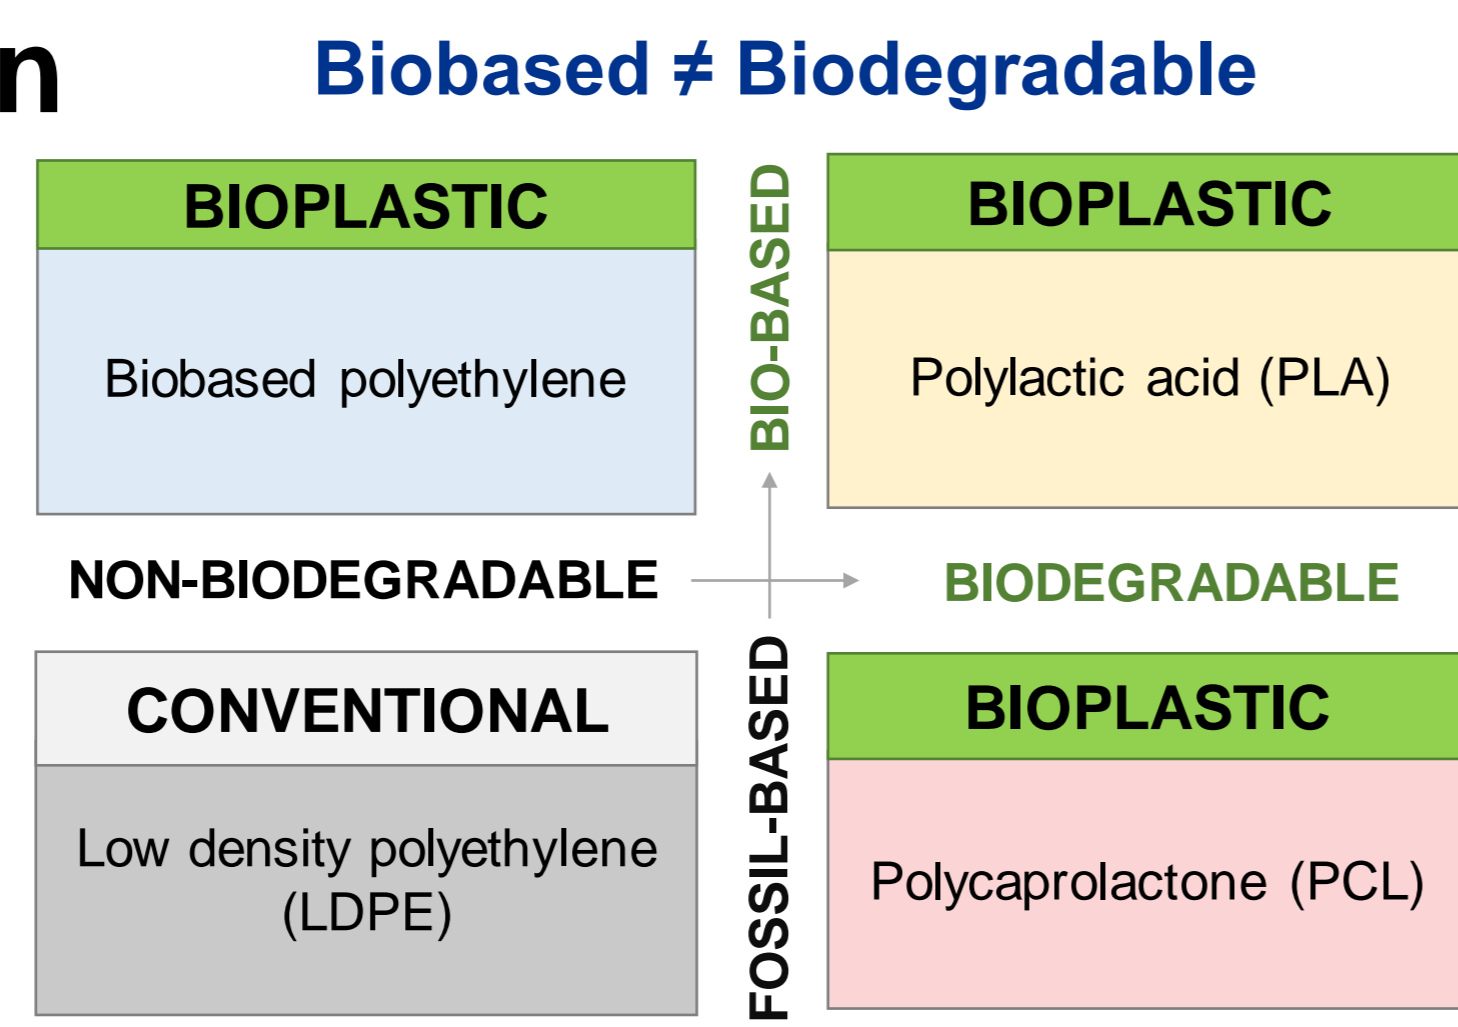 n
Biobased ≠ Biodegradable
BIOPLASTIC
Biobased polyethylene
BIO-BASED
BIOPLASTIC
Polylactic acid (PLA)
NON-BIODEGRADABLE
BIODEGRADABLE
CONVENTIONAL
Low density polyethylene
(LDPE)
FOSSIL-BASED
BIOPLASTIC
Polycaprolactone (PCL)